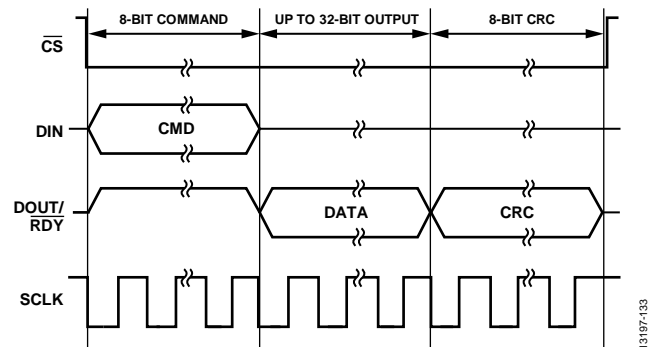 8-BIT COMMAND
UP TO 32-BIT OUTPUT
8-BIT CRC
CS
DIN
CMD
DOUT/
RDY
DATA
CRC
SCLK
13197-133